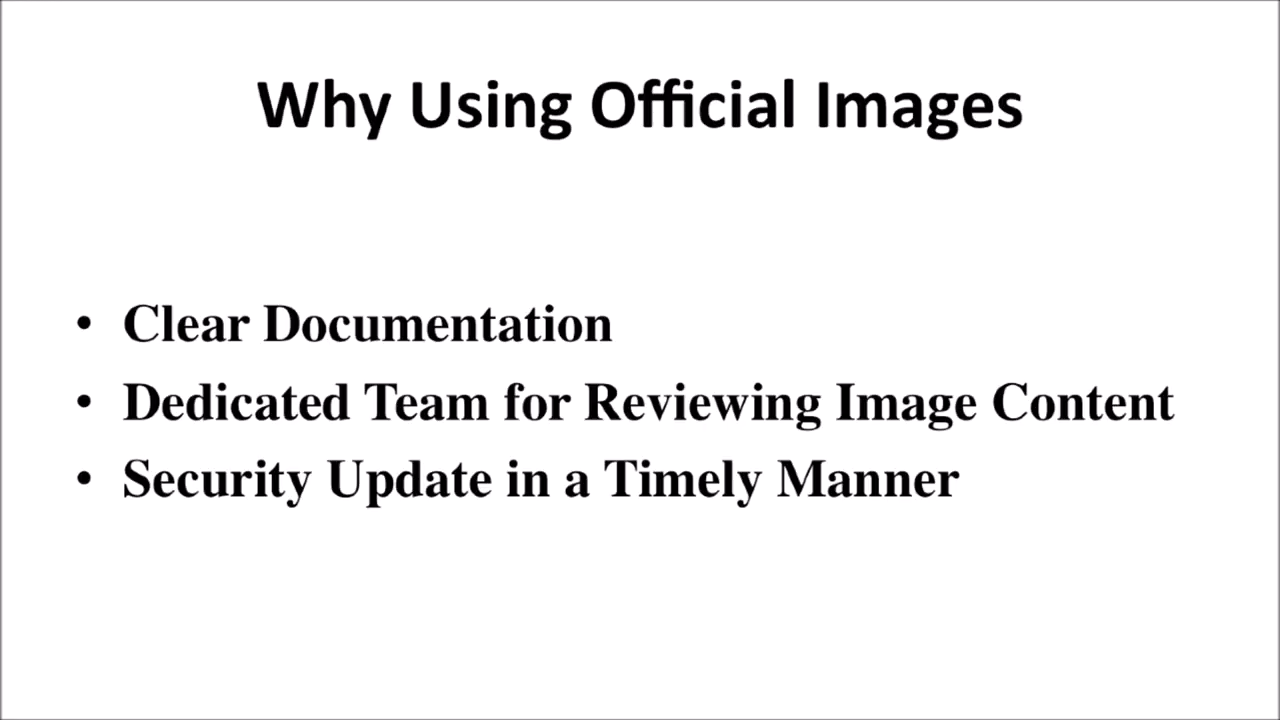 Why Using Official Images
• Clear Documentation
• Dedicated Team for Reviewing Image Content
• Security Update in a Timely Manner